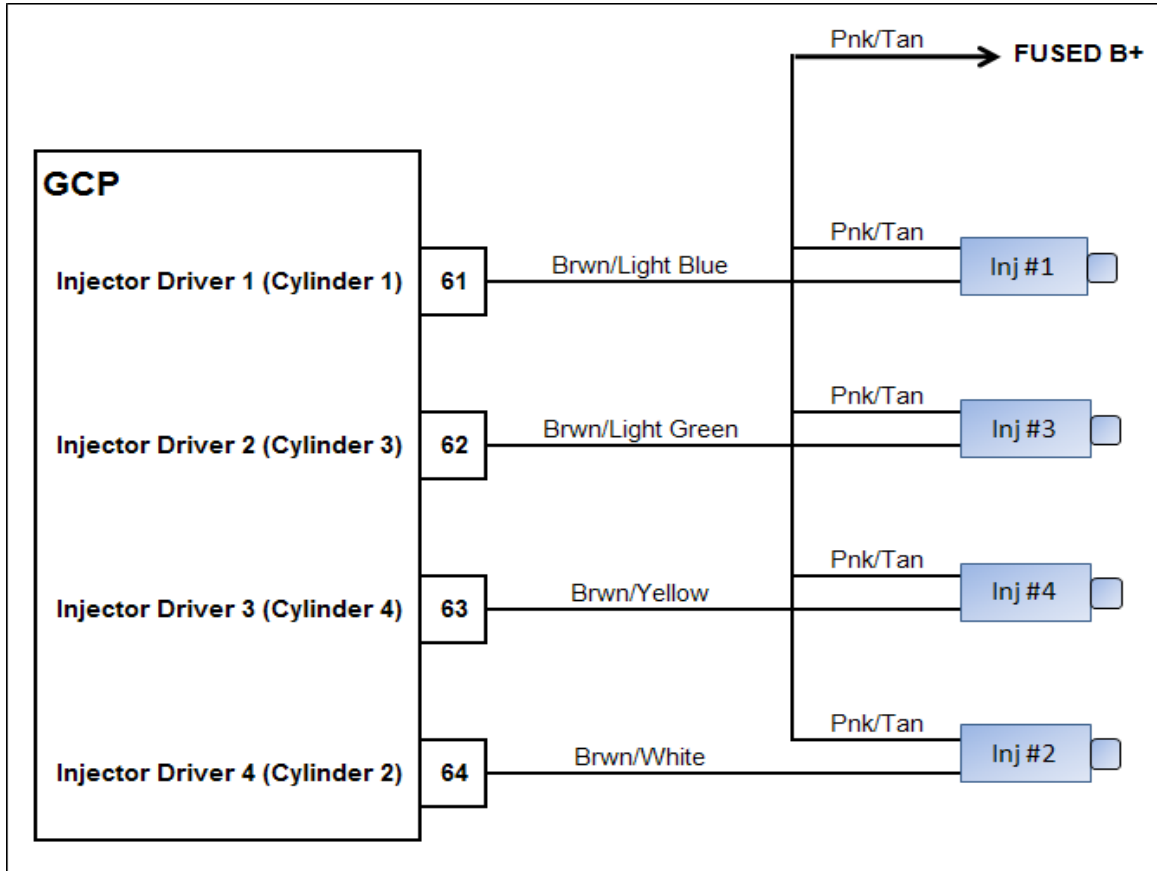 Pnk/Tan
FUSED B+
GCP
Injector Driver 1 (Cylinder 1)
61
Brwn/Light Blue
Pnk/Tan
Inj #1
Injector Driver 2 (Cylinder 3)
62
Brwn/Light Green
Pnk/Tan
Inj #3
Injector Driver 3 (Cylinder 4)
63
Brwn/Yellow
Pnk/Tan
Inj #4
Injector Driver 4 (Cylinder 2)
64
Brwn/White
Pnk/Tan
Inj #2